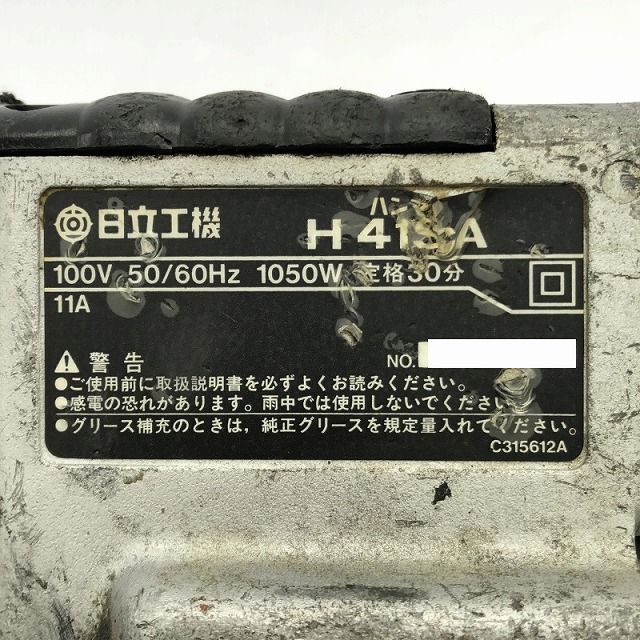 日立工機
H 41SA
100V 50/60Hz 1050W 定格30分
11A
警告
NO.
●ご使用前に取扱説明書を必ずよくお読みください。
●感電の恐れがあります。雨中では使用しないでくださ
●グリース補充のときは,純正グリースを規定量入れてください。
C315612A